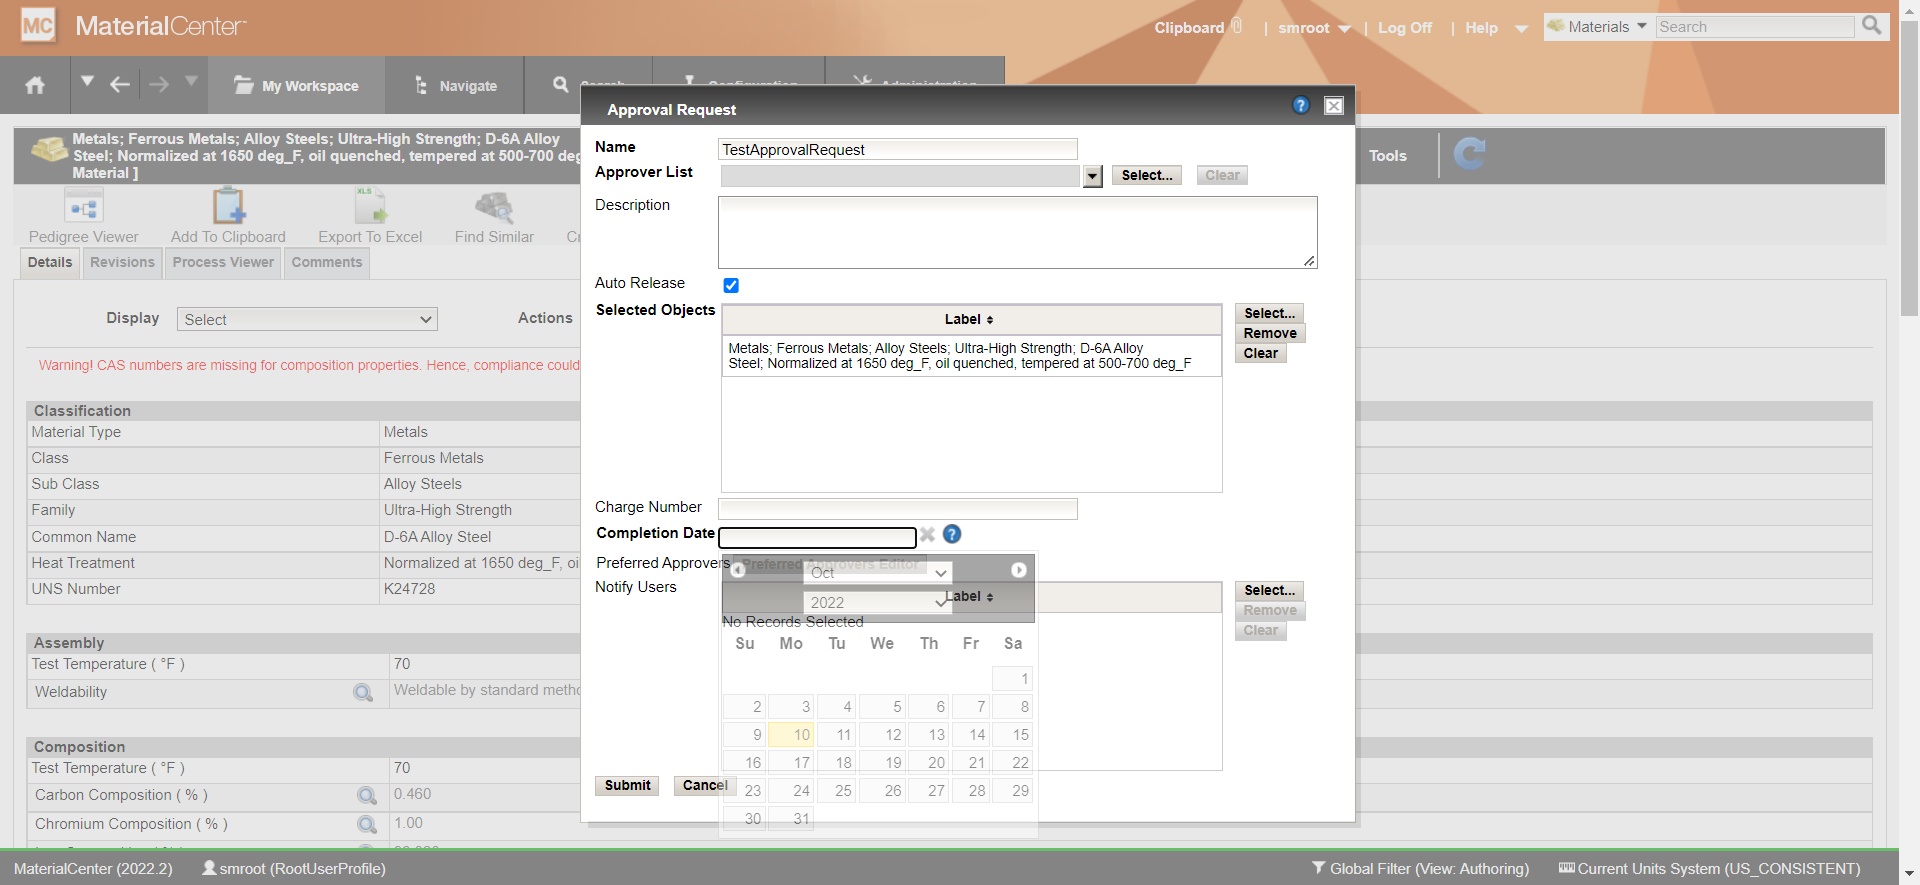 MC MaterialCenter
Clipboard | smroot | Log Off | Help
Materials Search
My Workspace Navigate
Approval Request
Metals; Ferrous Metals; Alloy Steels; Ultra-High Strength; D-6A Alloy
Steel; Normalized at 1650 deg_F, oil quenched, tempered at 500-700
Material ]
Tools
Pedigree Viewer
Add To Clipboard
XLS
Export To Excel
Find Similar
Details Revisions Process Viewer Comments
Display Select Actions
Warning! CAS numbers are missing for composition properties. Hence, compliance could
Classification
Material Type Metals
Class Ferrous Metals
Sub Class Alloy Steels
Family Ultra-High Strength
Common Name D-6A Alloy Steel
Heat Treatment Normalized at 1650 deg_F, oi
UNS Number K24728
Assembly
Test Temperature ( °F ) 70
Weldability Weldable by standard metho
Composition
Test Temperature ( °F ) 70
Carbon Composition ( % ) 0.460
Chromium Composition ( % ) 1.00
Name TestApprovalRequest
Approver List Select... Clear
Description
Auto Release
Selected Objects Label
Metals; Ferrous Metals; Alloy Steels; Ultra-High Strength; D-6A Alloy
Steel; Normalized at 1650 deg_F, oil quenched, tempered at 500-700 deg_F
Select...
Remove
Clear
Charge Number
Completion Date ?
Preferred Approvers Preferred Approvers Editor
Oct
Notify Users Label
2022
No Records Selected
Select...
Remove
Clear
Su Mo Tu We Th Fr Sa
1
2 3 4 5 6 7 8
9 10 11 12 13 14 15
16 17 18 19 20 21 22
23 24 25 26 27 28 29
30 31
Submit Cancel
MaterialCenter (2022.2) smroot (RootUserProfile) Global Filter (View: Authoring) Current Units System (US_CONSISTENT)